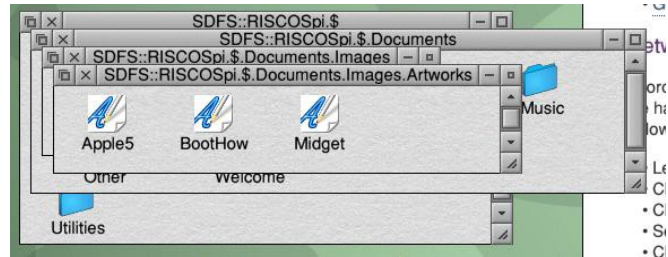 SDFS::RISCOSpi.$
SDFS::RISCOSpi.$.Documents
SDFS::RISCOSpi.$.Documents.Images
SDFS::RISCOSpi.$.Documents.Images.Artworks
Music
Apple5 BootHow Midget
Other Welcome
Utilities